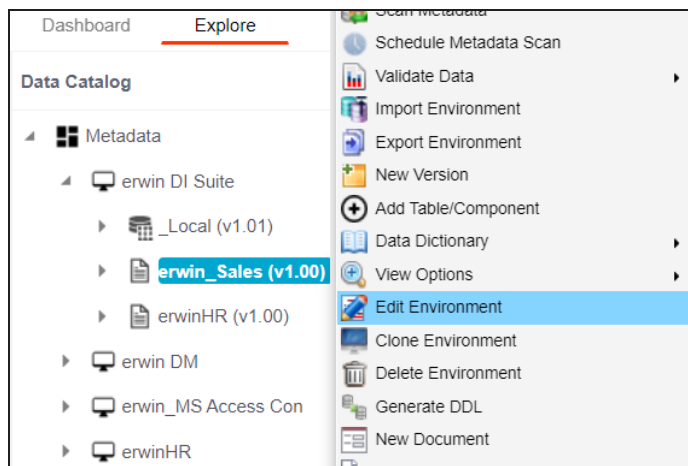 Dashboard
Explore
Data Catalog
Metadata
erwin DI Suite
_Local (v1.01)
erwin_Sales (v1.00)
erwinHR (v1.00)
erwin DM
erwin_MS Access Con
erwinHR
Scan Metadata
Schedule Metadata Scan
Validate Data
Import Environment
Export Environment
New Version
Add Table/Component
Data Dictionary
View Options
Edit Environment
Clone Environment
Delete Environment
Generate DDL
New Document